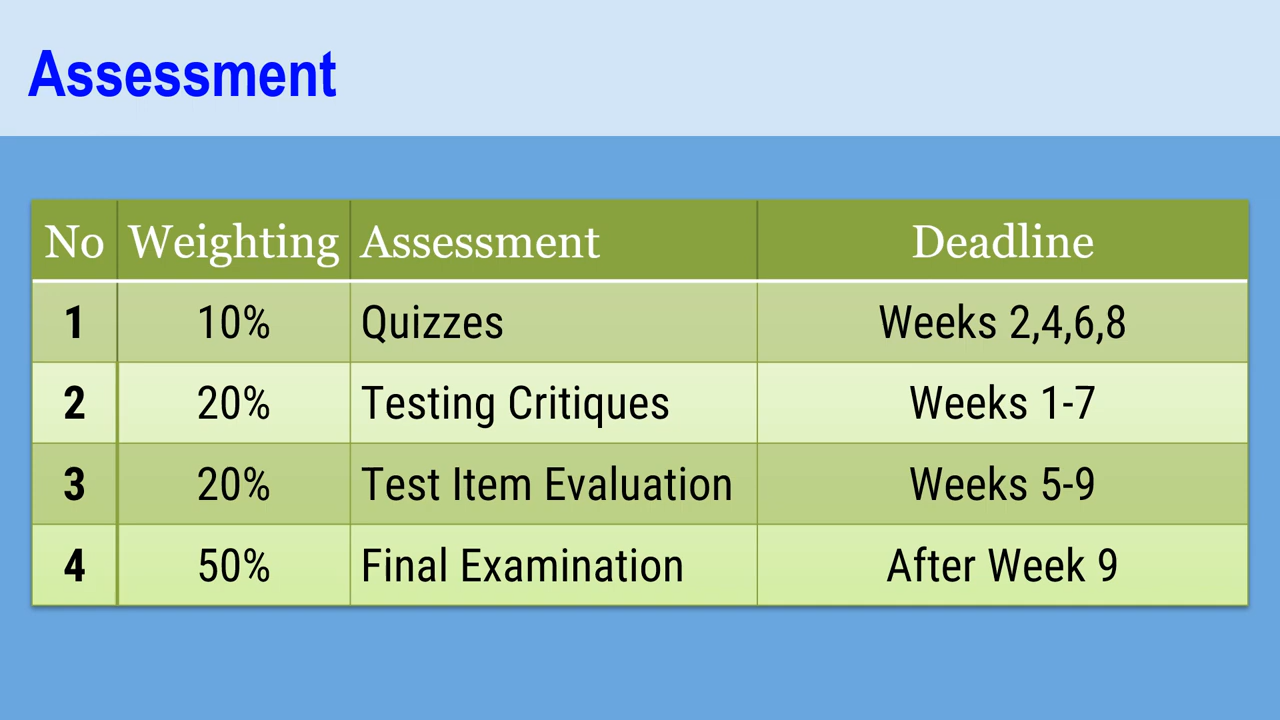 Assessment
No Weighting Assessment Deadline
1 10% Quizzes Weeks 2,4,6,8
2 20% Testing Critiques Weeks 1-7
3 20% Test Item Evaluation Weeks 5-9
4 50% Final Examination After Week 9